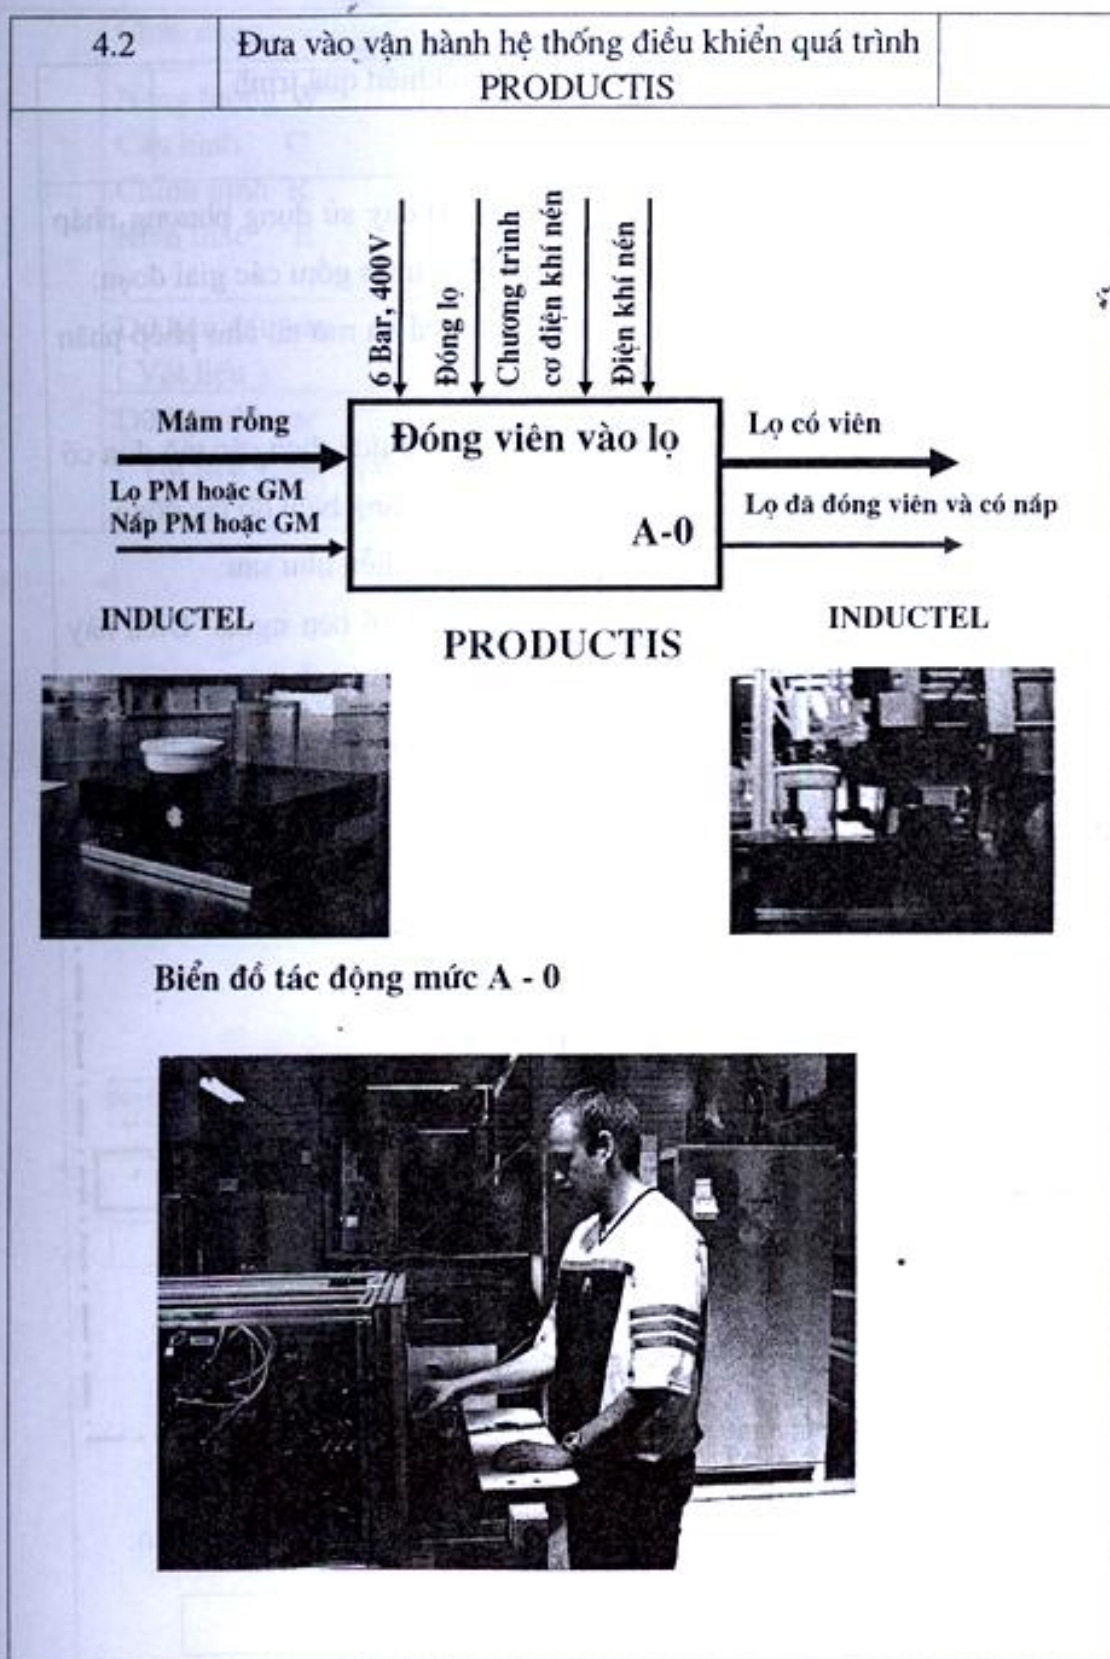 4.2
Đưa vào vận hành hệ thống điều khiển quá trình
PRODUCTIS
6 Bar, 400V
Đóng lọ
Chương trình
cơ điện khí nén
Điện khí nén
Mâm rỗng
Đóng viên vào lọ
Lọ có viên
Lọ PM hoặc GM
Nắp PM hoặc GM
Lọ đã đóng viên và có nắp
A-0
INDUCTEL
PRODUCTIS
INDUCTEL
Biển đồ tác động mức A - 0